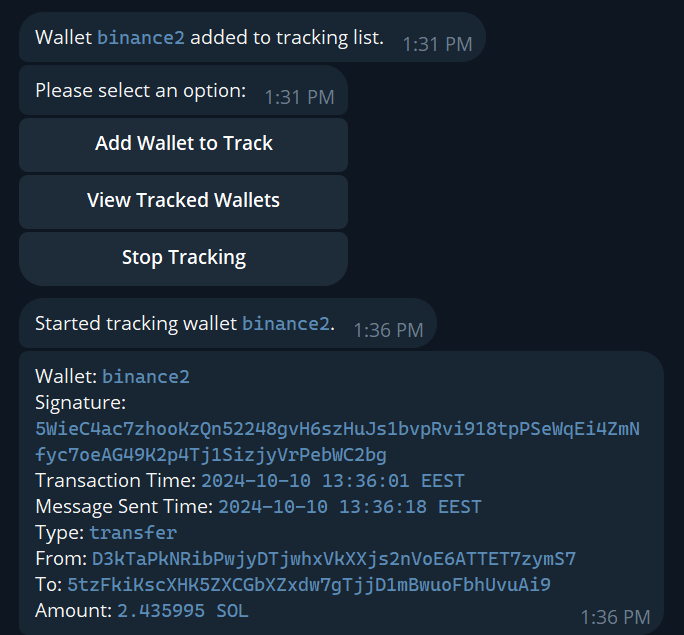 Wallet binance2 added to tracking list. 1:31 PM
Please select an option: 1:31 PM
Add Wallet to Track
View Tracked Wallets
Stop Tracking
Started tracking wallet binance2. 1:36 PM
Wallet: binance2
Signature:
5WieC4ac7zhooKzQn52248gvH6szHuJs1bvpRvi918tpPSeWqEi4ZmN
fyc7oeAG49K2p4Tj1SizjyVrPebWC2bg
Transaction Time: 2024-10-10 13:36:01 EEST
Message Sent Time: 2024-10-10 13:36:18 EEST
Type: transfer
From: D3kTaPkNRibPwjyDTjwhxVkXXjs2nVoE6ATTET7zymS7
To: 5tzFkiKscXHK5ZXCGbXZxdw7gTjjD1mBwuoFbhUvuAi9
Amount: 2.435995 SOL 1:36 PM